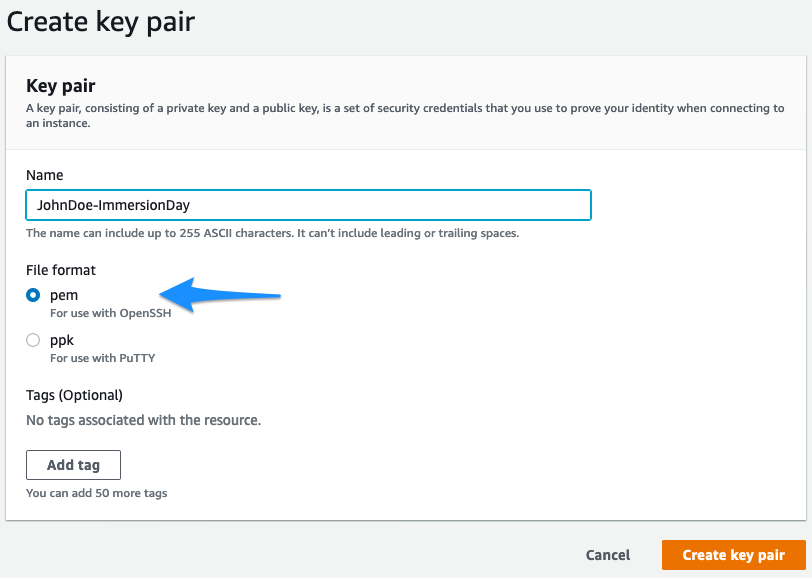 Create key pair
Key pair
A key pair, consisting of a private key and a public key, is a set of security credentials that you use to prove your identity when connecting to
an instance.
Name
JohnDoe-ImmersionDay
The name can include up to 255 ASCII characters. It can't include leading or trailing spaces.
File format
pem
For use with OpenSSH
ppk
For use with PuTTY
Tags (Optional)
No tags associated with the resource.
Add tag
You can add 50 more tags
Cancel
Create key pair